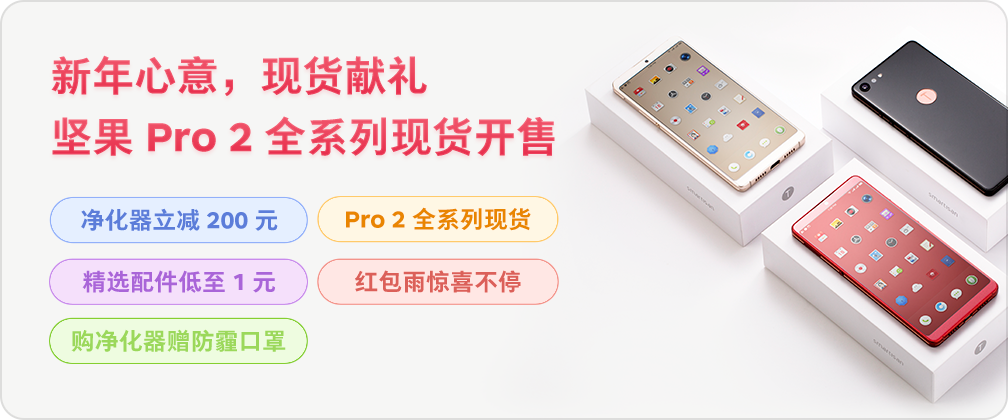 新年心意，现货献礼
坚果 Pro 2 全系列现货开售
净化器立减 200 元
Pro 2 全系列现货
精选配件低至 1 元
红包雨惊喜不停
购净化器赠防霾口罩
smartisan
smartisan
smartisan